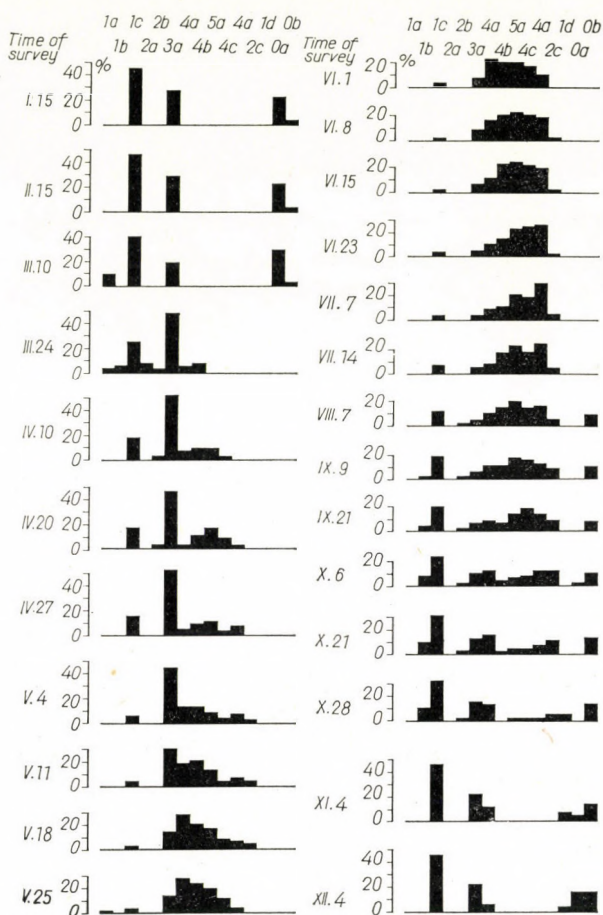 1a 1c 2b 4a 5a 4a 1d 0b
1b 2a 3a 4b 4c 2c 0a
Time of
survey
%
40
I.15 20
0
40
II.15 20
0
40
III.10 20
0
40
III.24 20
0
40
IV.10 20
0
40
IV.20 20
0
40
IV.27 20
0
40
V.4 20
0
V.11 20
0
V.18 20
0
V.25 20
0
1a 1c 2b 4a 5a 4a 1d 0b
1b 2a 3a 4b 4c 2c 0a
Time of
survey
%
VI.1 20
0
VI.8 20
0
VI.15 20
0
VI.23 20
0
VII.7 20
0
VII.14 20
0
VIII.7 20
0
IX.9 20
0
IX.21 20
0
X.6 20
0
X.21 20
0
X.28 20
0
40
XI.4 20
0
40
XII.4 20
0